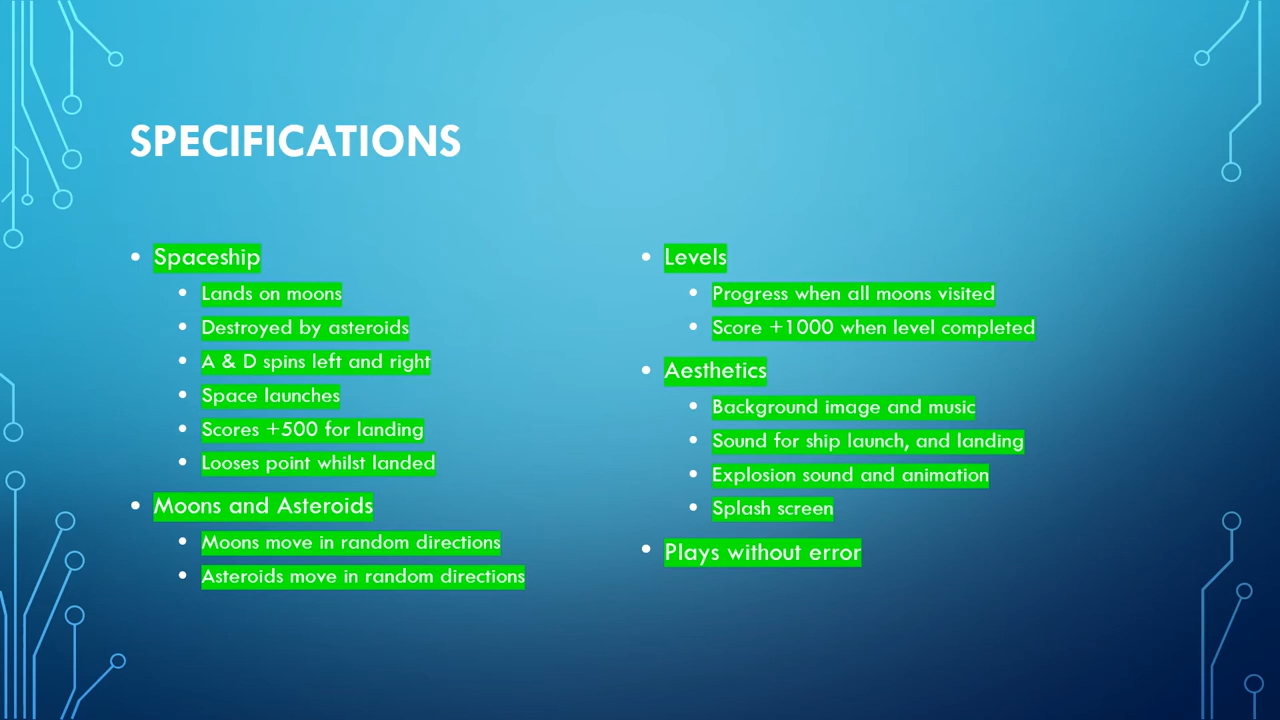 SPECIFICATIONS
• Spaceship
• Lands on moons
• Destroyed by asteroids
• A & D spins left and right
• Space launches
• Scores +500 for landing
• Looses point whilst landed
• Moons and Asteroids
• Moons move in random directions
• Asteroids move in random directions
• Levels
• Progress when all moons visited
• Score +1000 when level completed
• Aesthetics
• Background image and music
• Sound for ship launch, and landing
• Explosion sound and animation
• Splash screen
• Plays without error